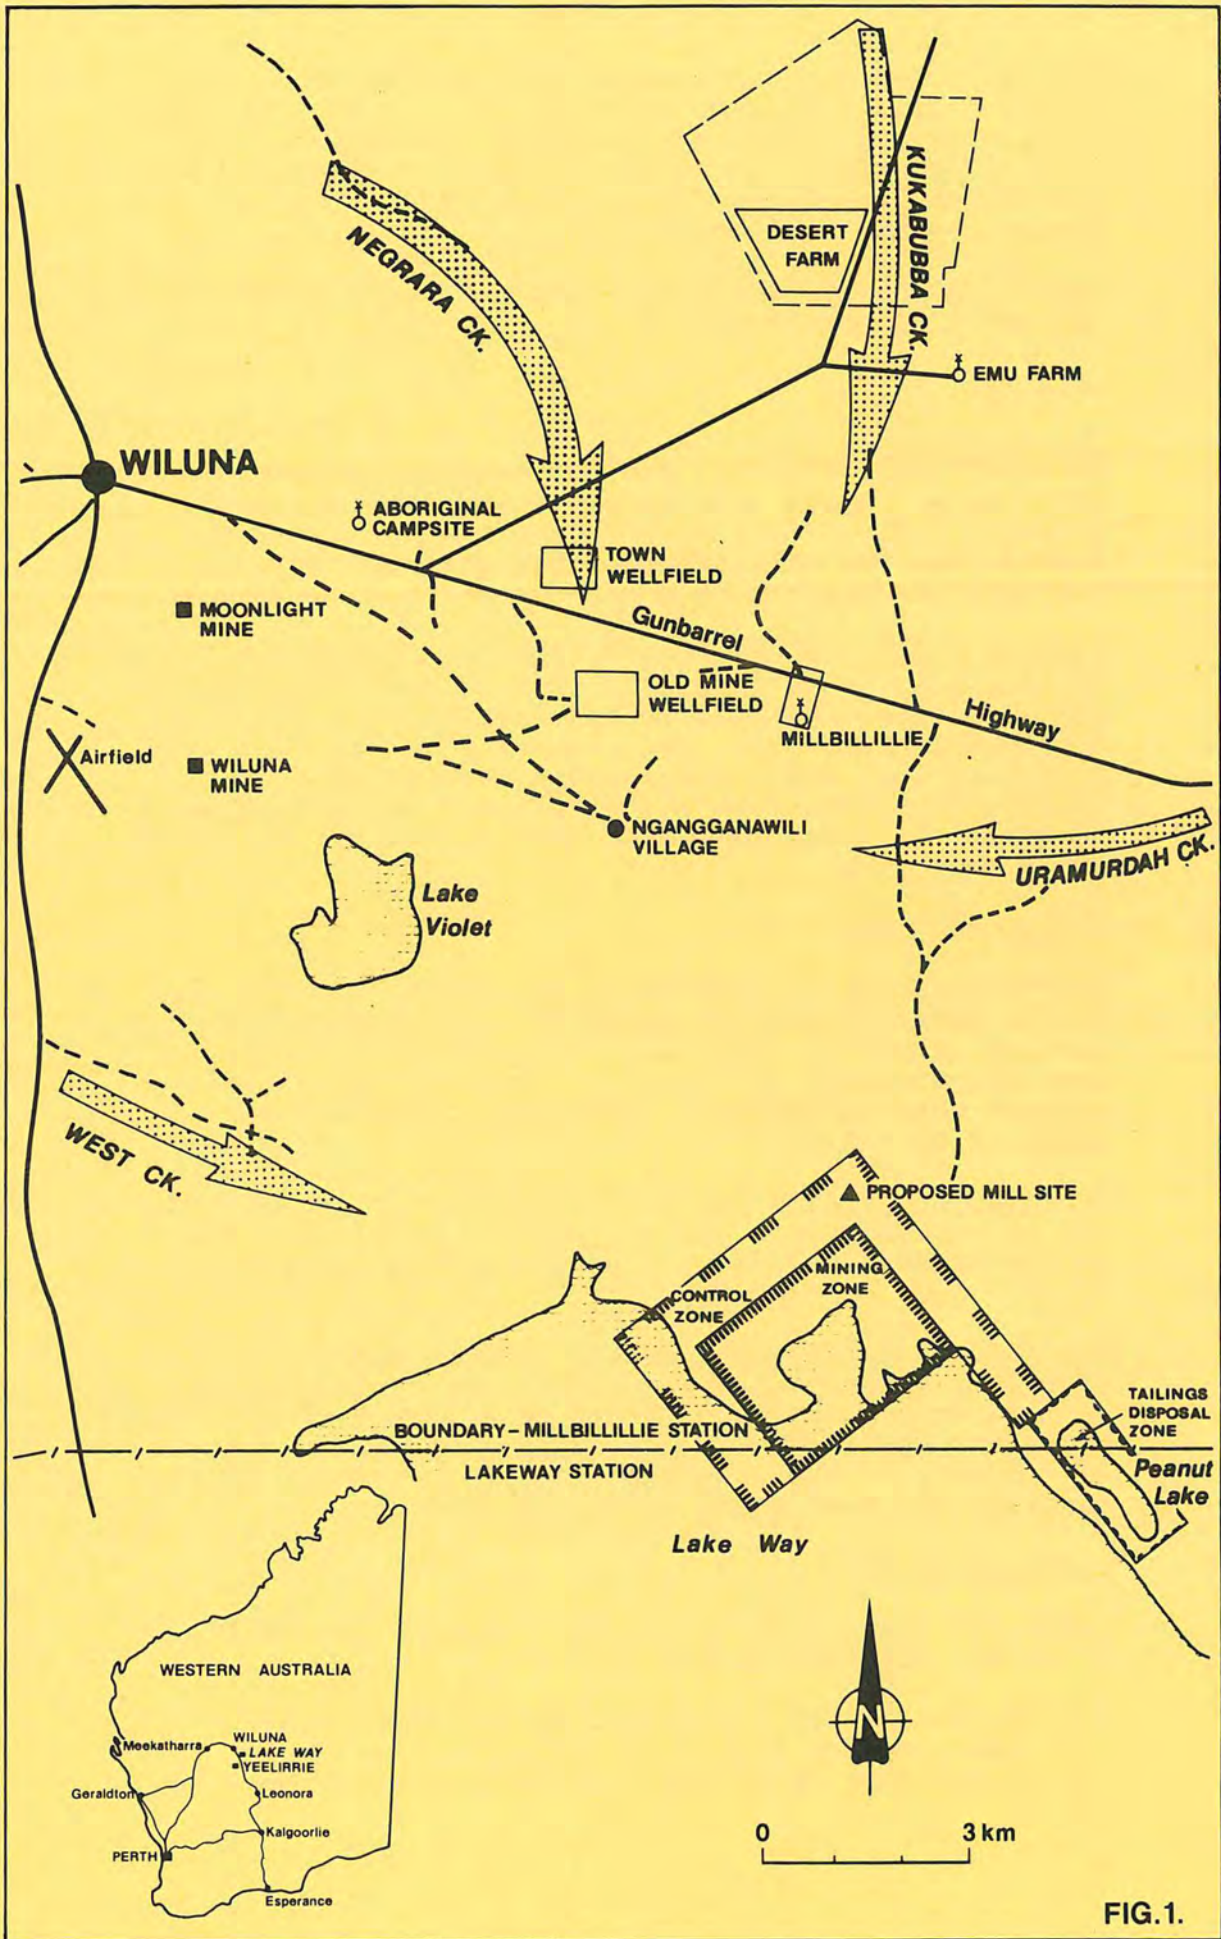 NEGRARA CK.
KUKABUBBA CK.
DESERT
FARM
EMU FARM
WILUNA
ABORIGINAL
CAMPSITE
TOWN
WELLFIELD
MOONLIGHT
MINE
Gunbarrel
Highway
OLD MINE
WELLFIELD
MILLBILLILLIE
Airfield
WILUNA
MINE
NGANGGANAWILI
VILLAGE
URAMURDAH CK.
Lake
Violet
WEST CK.
PROPOSED MILL SITE
MINING
ZONE
CONTROL
ZONE
TAILINGS
DISPOSAL
ZONE
BOUNDARY-MILLBILLILLIE STATION
LAKEWAY STATION
Peanut
Lake
Lake Way
WESTERN AUSTRALIA
Meekatharra
WILUNA
LAKE WAY
YEELIRRIE
Geraldton
Leonora
Kalgoorlie
PERTH
Esperance
N
0 3 km
FIG.1.